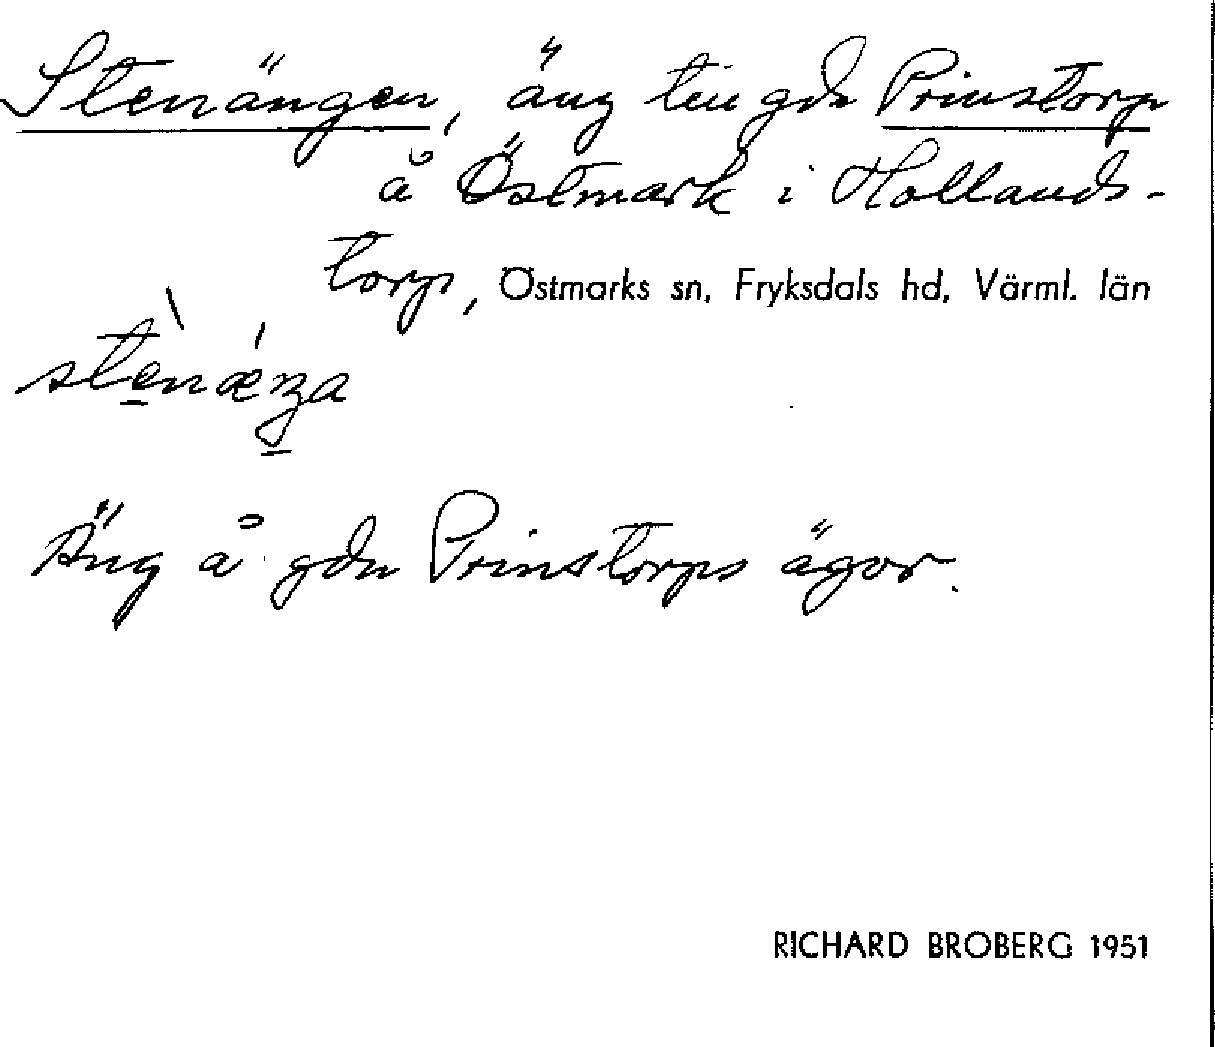 Stenängen, äng till gdn Prinstorp
å Östmark i Hollands-
torp, Östmarks sn, Fryksdals hd, Värml. län
Äng å gdn Prinstorps ägor.
RICHARD BROBERG 1951